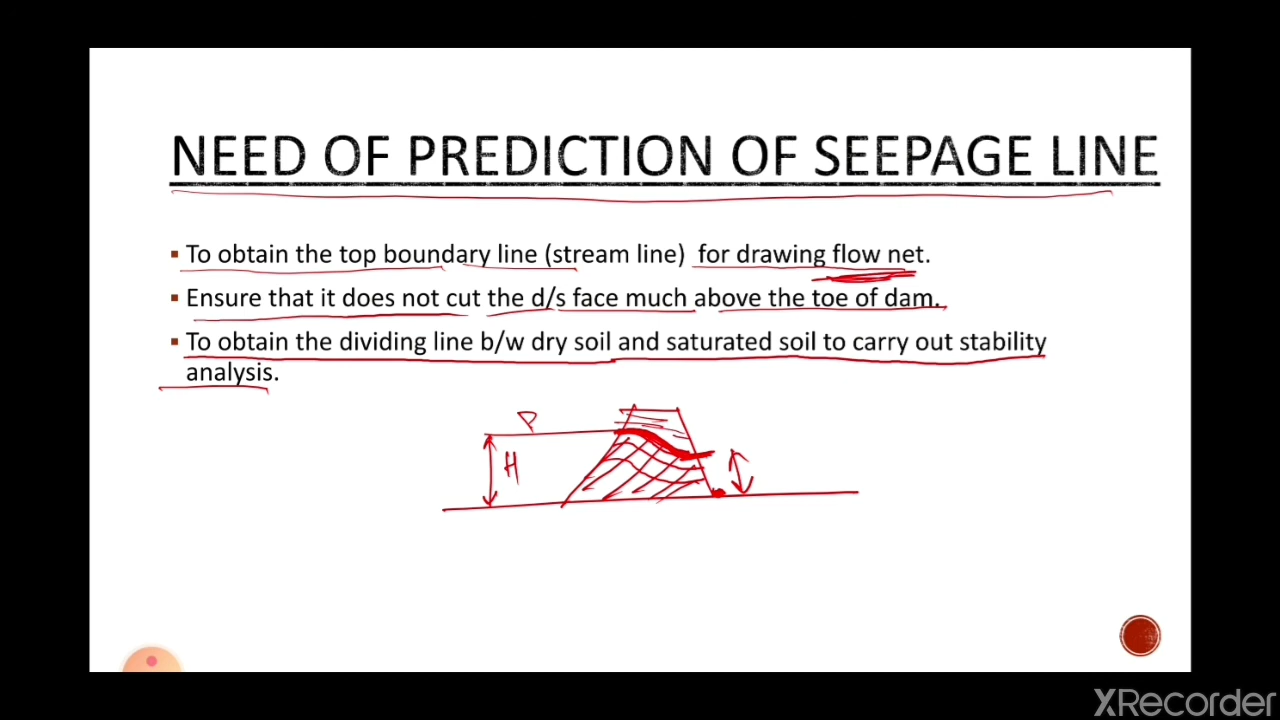 NEED OF PREDICTION OF SEEPAGE LINE
▪ To obtain the top boundary line (stream line) for drawing flow net.
▪ Ensure that it does not cut the d/s face much above the toe of dam.
▪ To obtain the dividing line b/w dry soil and saturated soil to carry out stability
analysis.
H
XRecorder